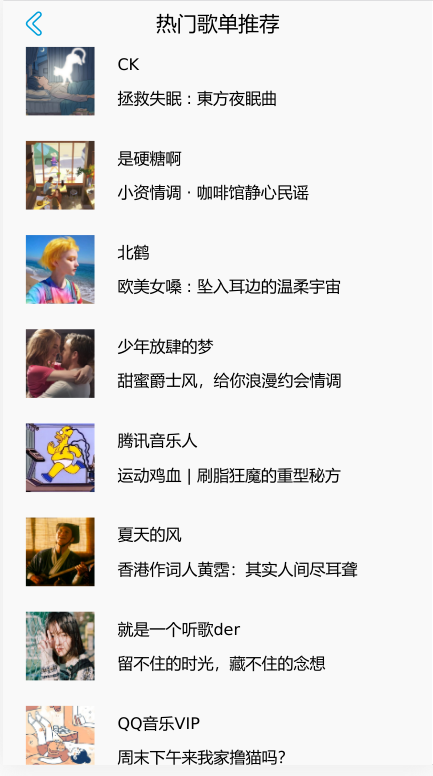 热门歌单推荐
CK
拯救失眠：東方夜眠曲
是硬糖啊
小资情调 · 咖啡馆静心民谣
北鹤
欧美女嗓：坠入耳边的温柔宇宙
少年放肆的梦
甜蜜爵士风，给你浪漫约会情调
腾讯音乐人
运动鸡血 | 刷脂狂魔的重型秘方
夏天的风
香港作词人黄霑：其实人间尽耳聋
就是一个听歌der
留不住的时光，藏不住的念想
QQ音乐VIP
周末下午来我家撸猫吗？